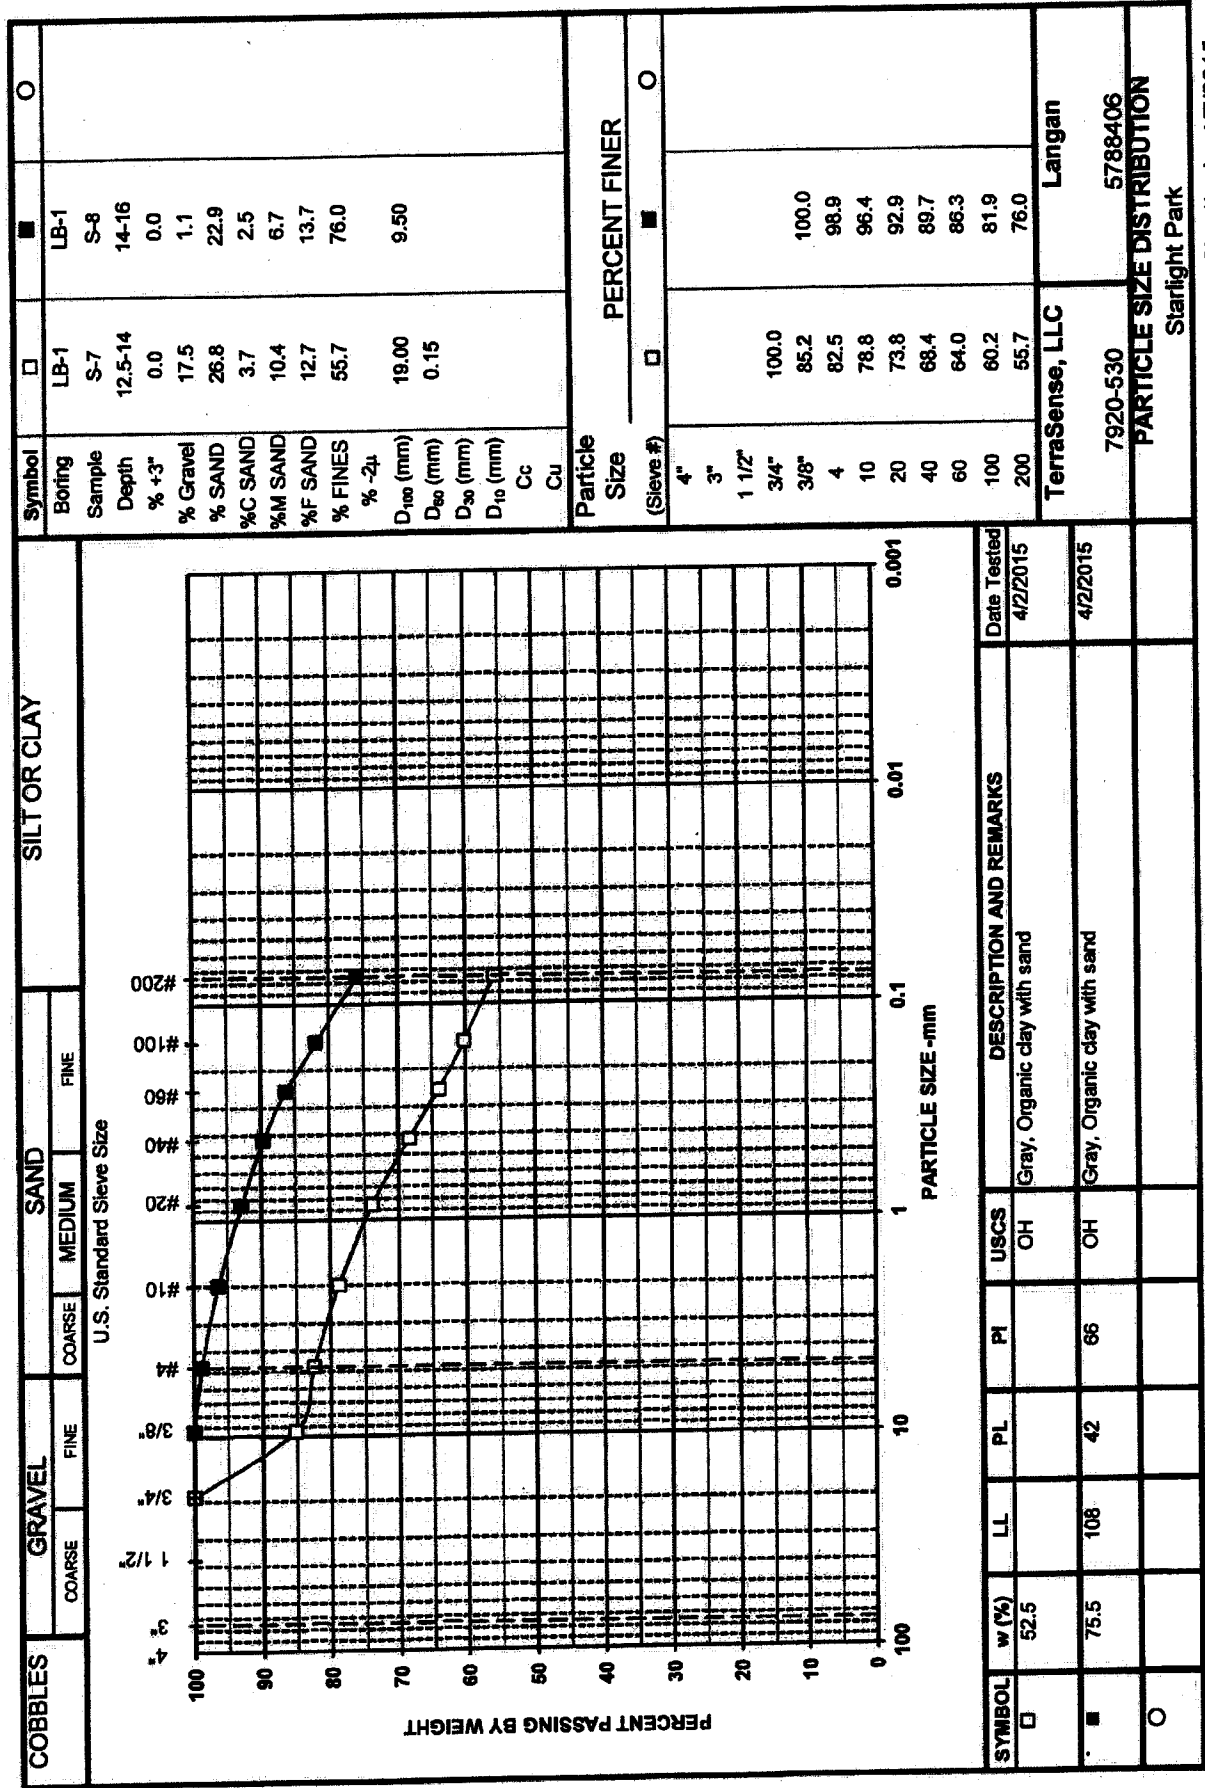 COBBLES GRAVEL SAND SILT OR CLAY
COARSE FINE COARSE MEDIUM FINE
U.S. Standard Sieve Size
4" 3" 1 1/2" 3/4" 3/8" #4 #10 #20 #40 #60 #100 #200
100
90
80
70
60
50
40
30
20
10
0
PERCENT PASSING BY WEIGHT
100 10 1 0.1 0.01 0.001
PARTICLE SIZE -mm
Symbol □ ■ ○
Boring LB-1 LB-1
Sample S-7 S-8
Depth 12.5-14 14-16
% +3" 0.0 0.0
% Gravel 17.5 1.1
% SAND 26.8 22.9
%C SAND 3.7 2.5
%M SAND 10.4 6.7
%F SAND 12.7 13.7
% FINES 55.7 76.0
% -2µ
D100 (mm) 19.00 9.50
D60 (mm) 0.15
D30 (mm)
D10 (mm)
Cc
Cu
Particle
Size
(Sieve #)
PERCENT FINER
□ ■ ○
4"
3"
1 1/2"
3/4" 100.0
3/8" 85.2 100.0
4 82.5 98.9
10 78.8 96.4
20 73.8 92.9
40 68.4 89.7
60 64.0 86.3
100 60.2 81.9
200 55.7 76.0
SYMBOL w (%) LL PL PI USCS DESCRIPTION AND REMARKS Date Tested
□ 52.5 OH Gray, Organic clay with sand 4/2/2015
■ 75.5 108 42 66 OH Gray, Organic clay with sand 4/2/2015
○
TerraSense, LLC Langan
7920-530 5788406
PARTICLE SIZE DISTRIBUTION
Starlight Park